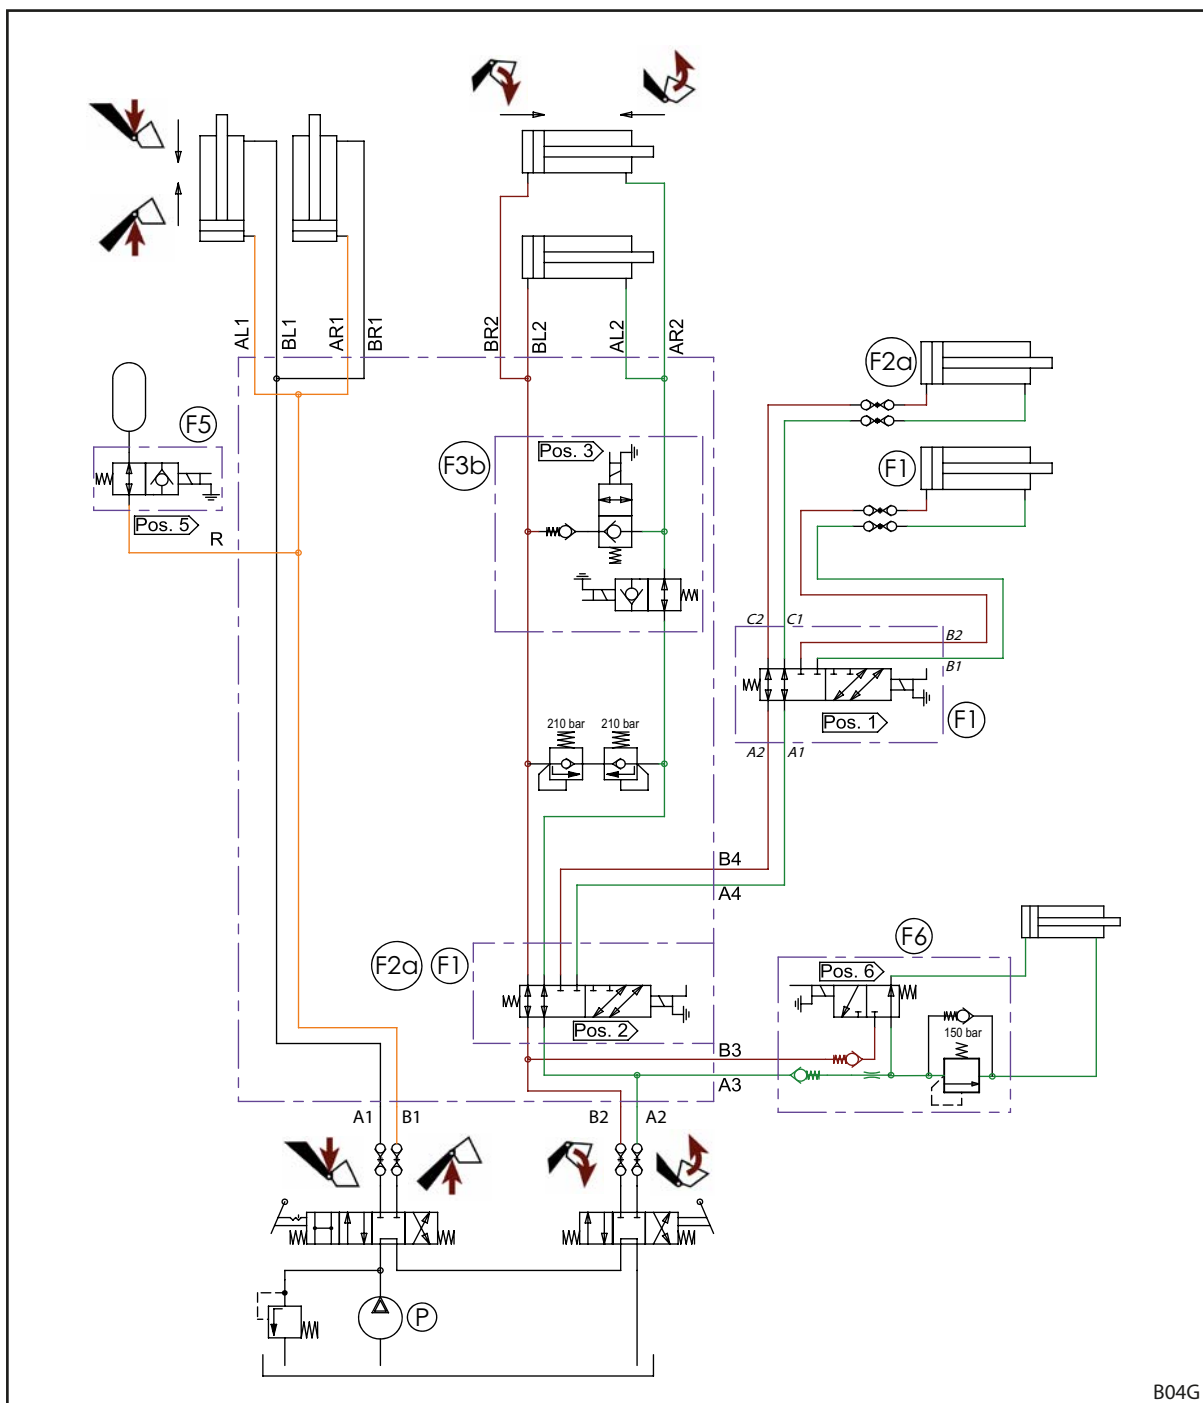 AL1
BL1
AR1
BR1
BR2
BL2
AL2
AR2
F2a
F5
F3b
Pos. 3
F1
Pos. 5
R
C2
C1
B2
B1
Pos. 1
F1
210 bar
210 bar
A2
A1
B4
A4
F2a
F1
F6
Pos. 6
Pos. 2
150 bar
B3
A3
A1
B1
B2
A2
P
B04G